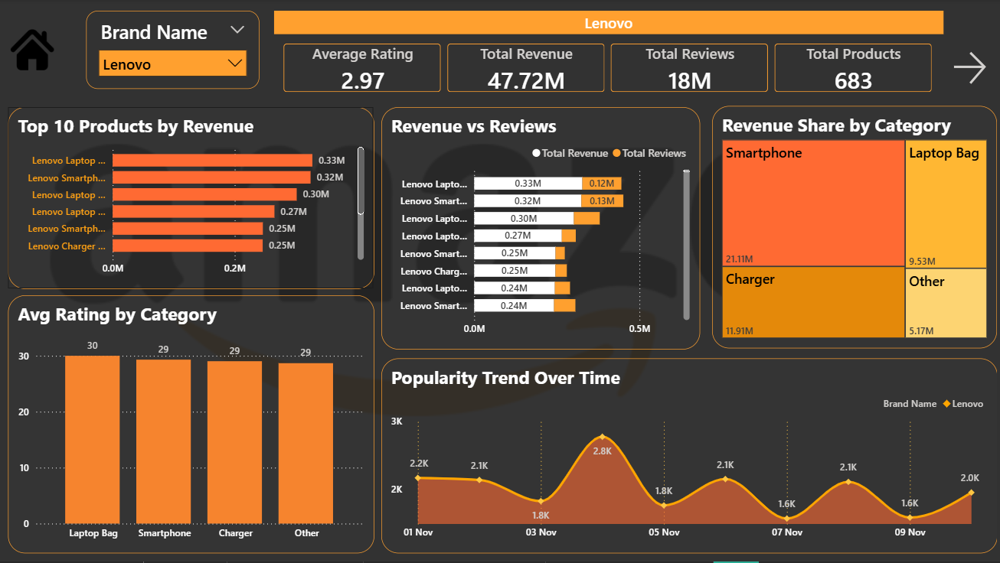 Brand Name
Lenovo
Lenovo
Average Rating
2.97
Total Revenue
47.72M
Total Reviews
18M
Total Products
683
Top 10 Products by Revenue
Lenovo Laptop ... 0.33M
Lenovo Smartph... 0.32M
Lenovo Laptop ... 0.30M
Lenovo Laptop ... 0.27M
Lenovo Smartph... 0.25M
Lenovo Charger ... 0.25M
0.0M 0.2M
Revenue vs Reviews
Total Revenue Total Reviews
Lenovo Lapto... 0.33M 0.12M
Lenovo Smart... 0.32M 0.13M
Lenovo Lapto... 0.30M
Lenovo Lapto... 0.27M
Lenovo Smart... 0.25M
Lenovo Charg... 0.25M
Lenovo Lapto... 0.24M
Lenovo Smart... 0.24M
0.0M 0.5M
Revenue Share by Category
Smartphone
21.11M
Laptop Bag
9.53M
Charger
11.91M
Other
5.17M
Avg Rating by Category
30 29 29 29
30
20
10
0
Laptop Bag Smartphone Charger Other
Popularity Trend Over Time
Brand Name Lenovo
3K
2K
2.2K 2.1K 1.8K 2.8K 1.8K 2.1K 1.6K 2.1K 1.6K 2.0K
01 Nov 03 Nov 05 Nov 07 Nov 09 Nov